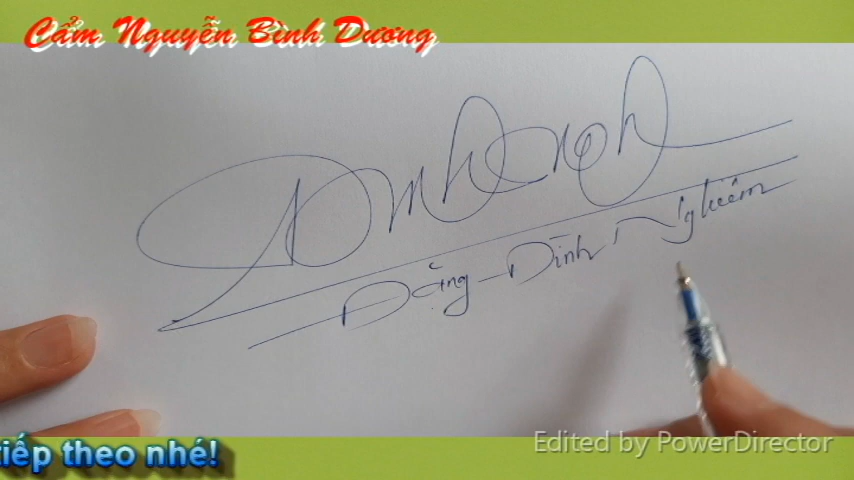 Cẩm Nguyễn Bình Dương
Đặng Đình Nghiêm
tiếp theo nhé!
Edited by PowerDirector